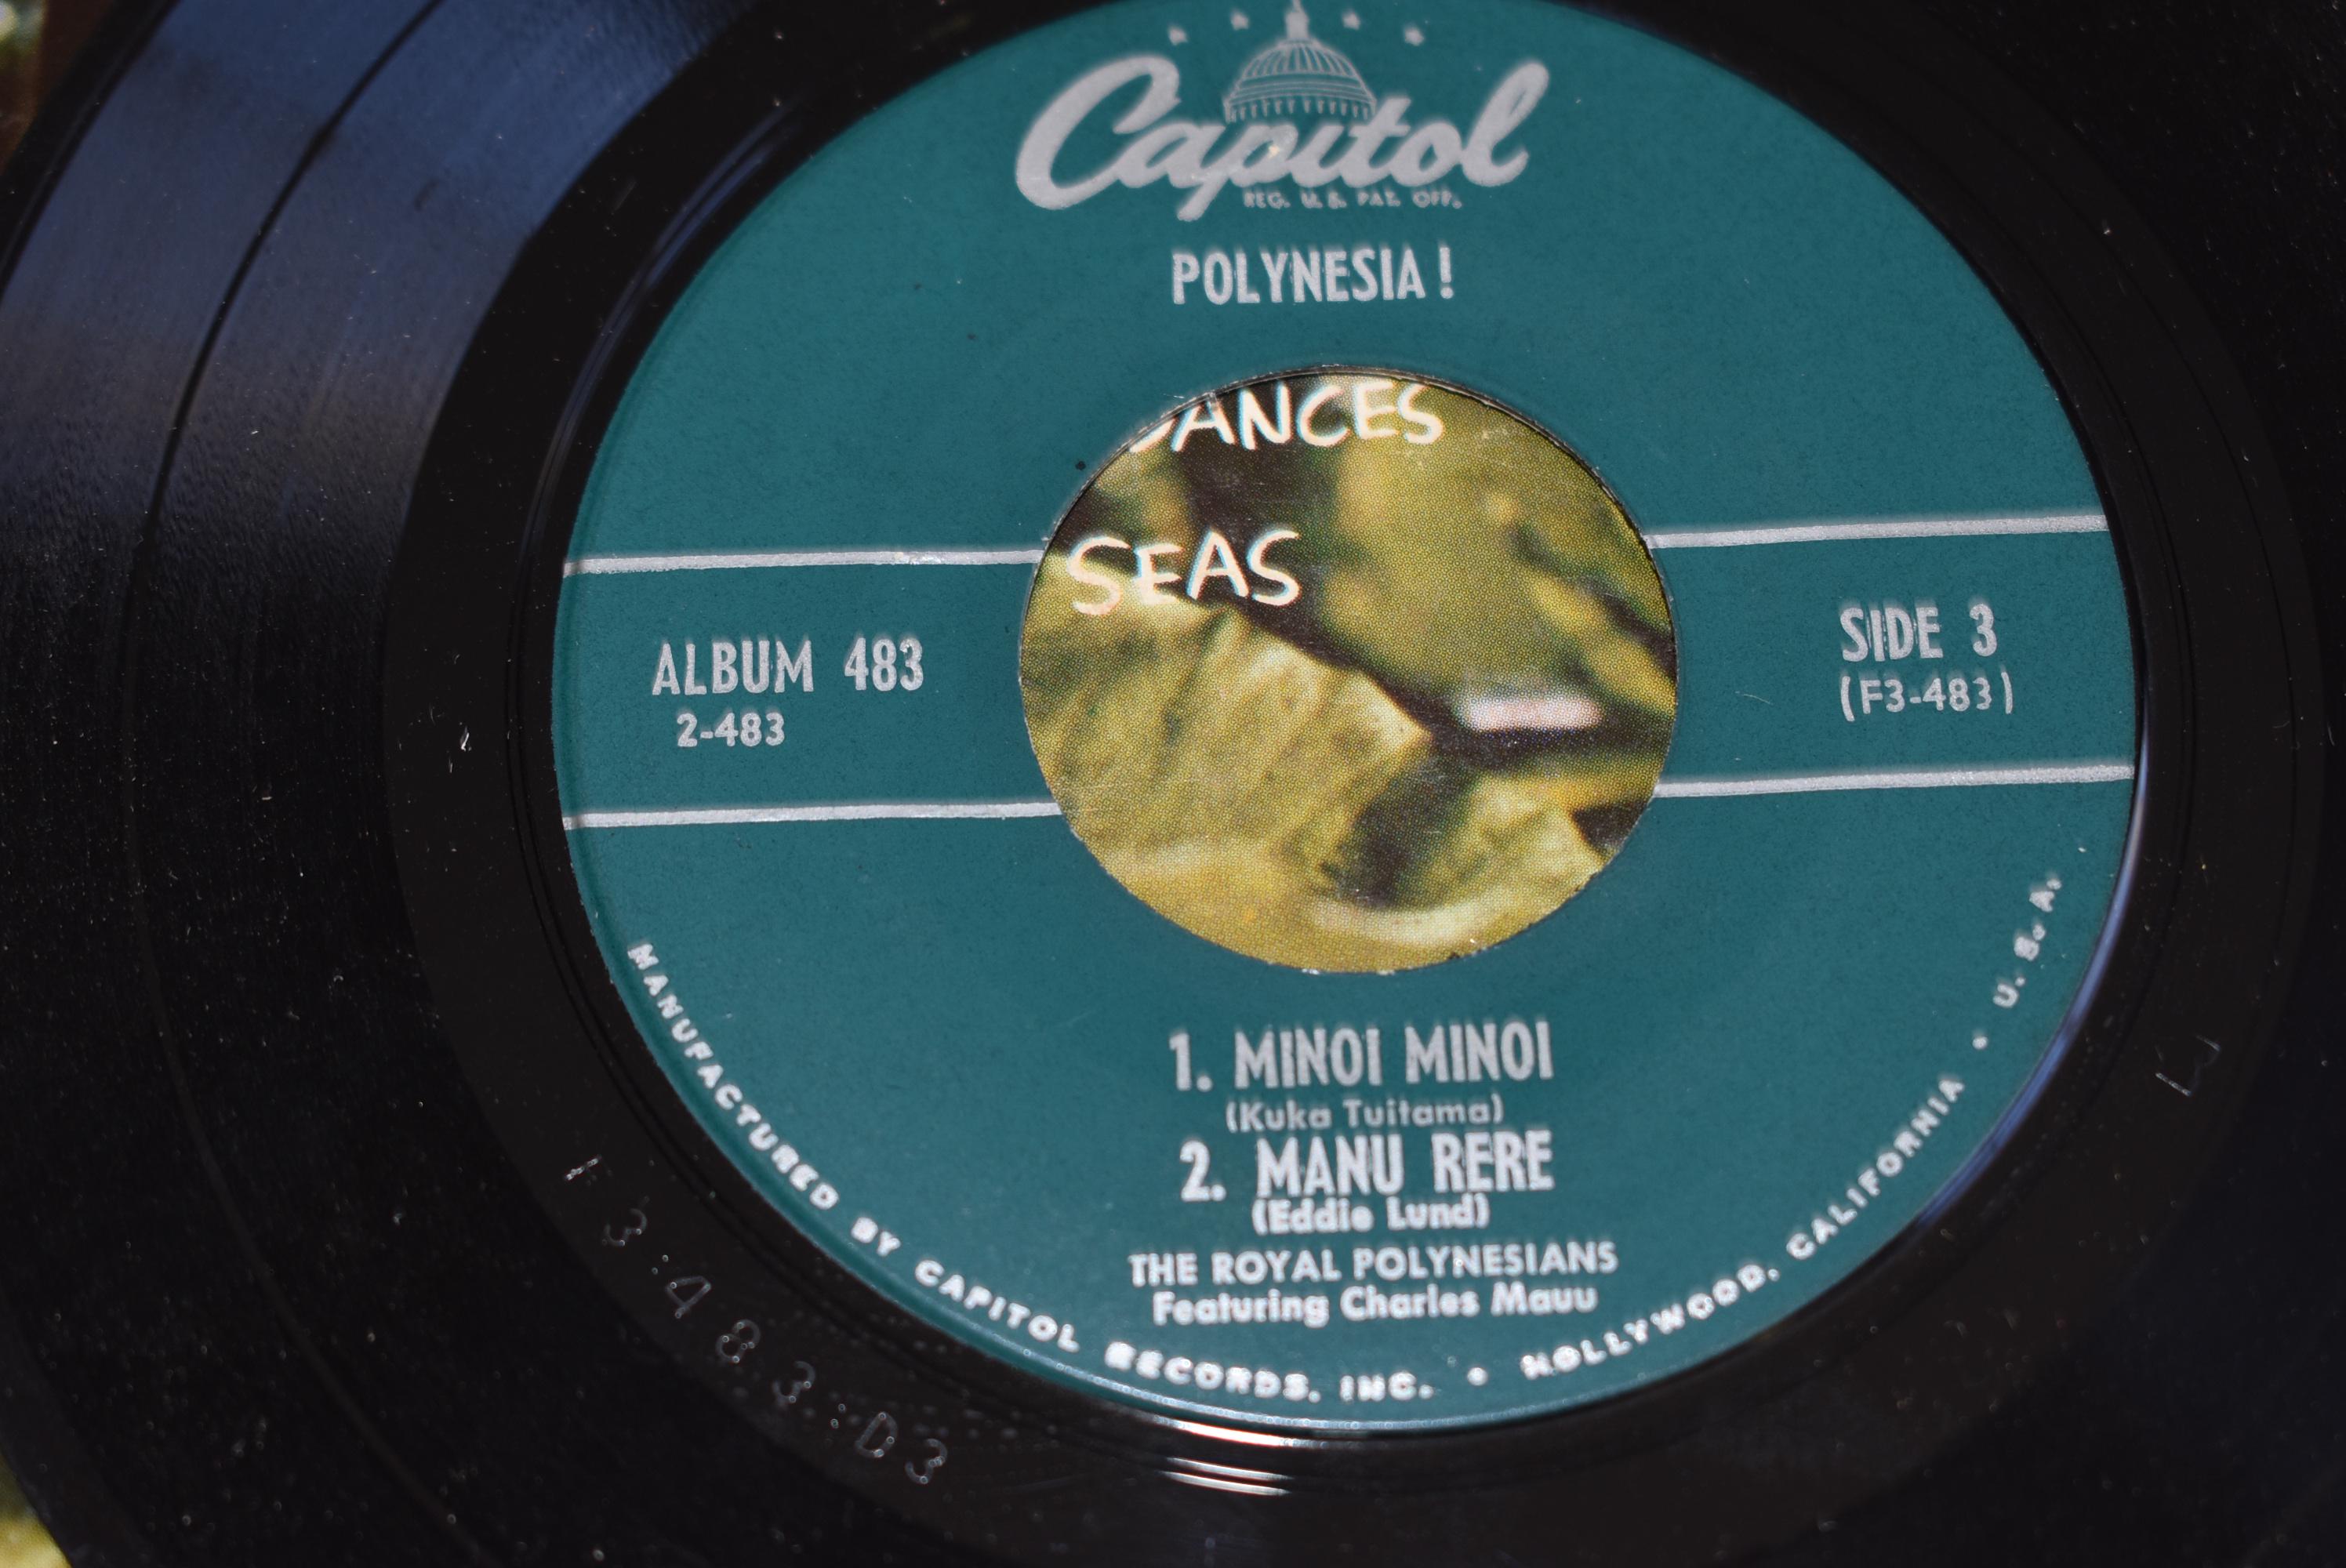 Capitol
REG. U.S. PAT. OFF.
POLYNESIA!
DANCES
SEAS
ALBUM 483
2-483
SIDE 3
(F3-483)
1. MINOI MINOI
(Kuka Tuitama)
2. MANU RERE
(Eddie Lund)
THE ROYAL POLYNESIANS
Featuring Charles Mauu
MANUFACTURED BY CAPITOL RECORDS, INC. • HOLLYWOOD, CALIFORNIA • U.S.A.
F3:483:D3